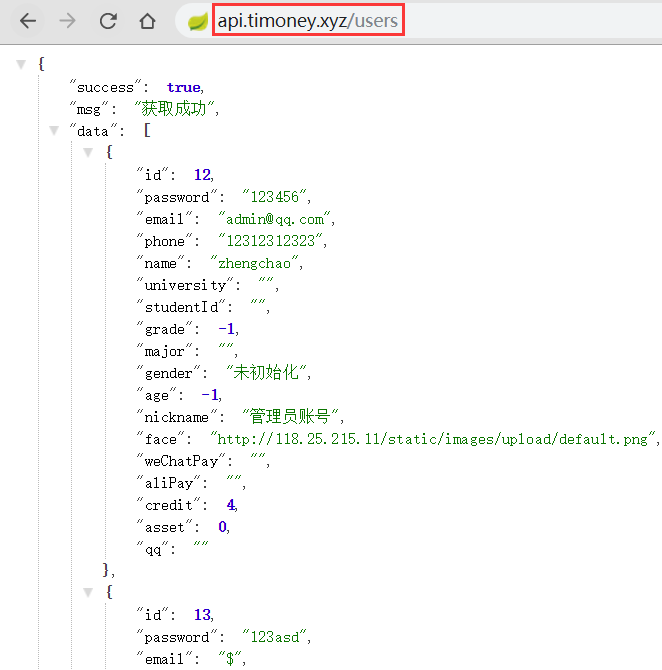 api.timoney.xyz/users
{
"success": true,
"msg": "获取成功",
"data": [
{
"id": 12,
"password": "123456",
"email": "admin@qq.com",
"phone": "12312312323",
"name": "zhengchao",
"university": "",
"studentId": "",
"grade": -1,
"major": "",
"gender": "未初始化",
"age": -1,
"nickname": "管理员账号",
"face": "http://118.25.215.11/static/images/upload/default.png",
"weChatPay": "",
"aliPay": "",
"credit": 4,
"asset": 0,
"qq": ""
},
{
"id": 13,
"password": "123asd",
"email": "$",